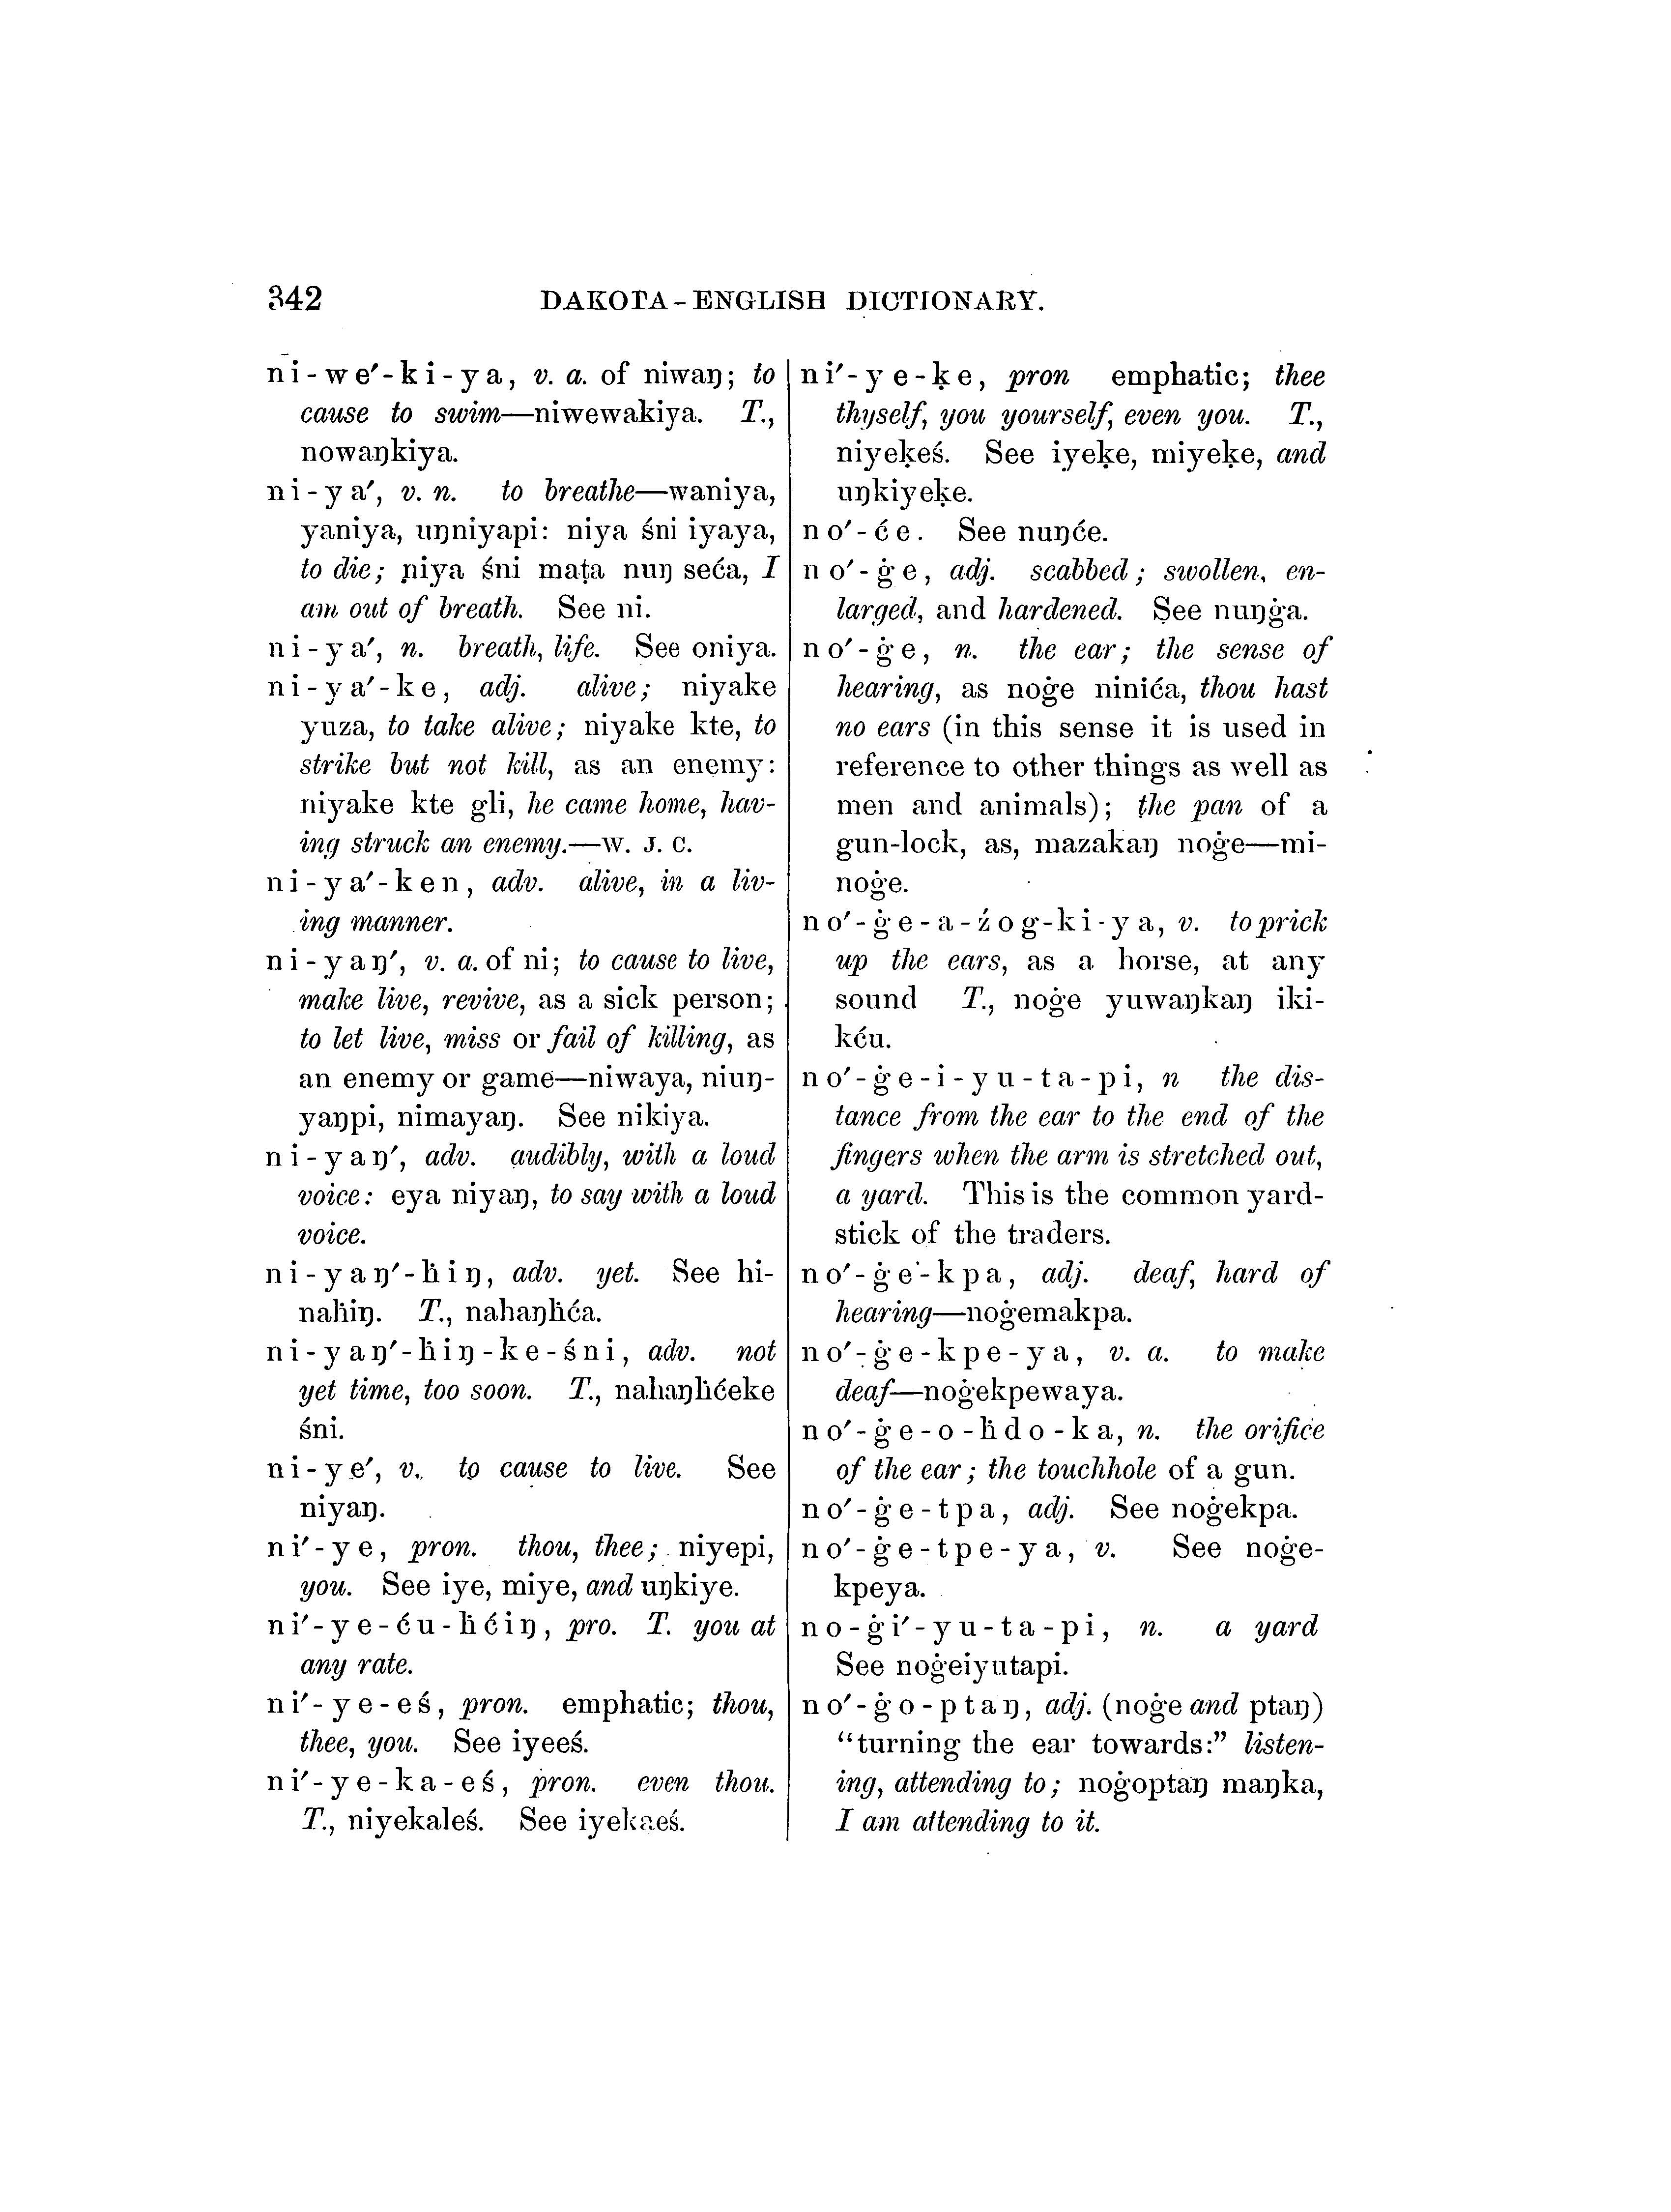 342 DAKOTA-ENGLISH DICTIONARY.
ni-we′-ki-ya, v. a. of niwaŋ; to
cause to swim—niwewakiya. T.,
nowaŋkiya.
ni-ya′, v. n. to breathe—waniya,
yaniya, uŋniyapi: niya śni iyaya,
to die; niya śni maṭa nuŋ seća, I
am out of breath. See ni.
ni-ya′, n. breath, life. See oniya.
ni-ya′-ke, adj. alive; niyake
yuza, to take alive; niyake kte, to
strike but not kill, as an enemy:
niyake kte gli, he came home, hav-
ing struck an enemy.—W. J. C.
ni-ya′-ken, adv. alive, in a liv-
ing manner.
ni-yaŋ′, v. a. of ni; to cause to live,
make live, revive, as a sick person;
to let live, miss or fail of killing, as
an enemy or game—niwaya, niuŋ-
yaŋpi, nimayaŋ. See nikiya.
ni-yaŋ′, adv. audibly, with a loud
voice: eya niyaŋ, to say with a loud
voice.
ni-yaŋ′-ḣiŋ, adv. yet. See hi-
naḣiŋ. T., nahaŋḣća.
ni-yaŋ′-ḣiŋ-ke-śni, adv. not
yet time, too soon. T., nahaŋḣćeke
śni.
ni-ye′, v. to cause to live. See
niyaŋ.
ni′-ye, pron. thou, thee; niyepi,
you. See iye, miye, and uŋkiye.
ni′-ye-ću-ḣćiŋ, pro. T. you at
any rate.
ni′-ye-eś, pron. emphatic; thou,
thee, you. See iyeeś.
ni′-ye-ka-eś, pron. even thou.
T., niyekaleś. See iyekaeś.
ni′-ye-ḳe, pron emphatic; thee
thyself, you yourself, even you. T.,
niyeḳeś. See iyeḳe, miyeḳe, and
uŋkiyeḳe.
no′-će. See nuŋće.
no′-ġe, adj. scabbed; swollen, en-
larged, and hardened. See nuŋġa.
no′-ġe, n. the ear; the sense of
hearing, as noġe ninića, thou hast
no ears (in this sense it is used in
reference to other things as well as
men and animals); the pan of a
gun-lock, as, mazakaŋ noġe—mi-
noġe.
no′-ġe-a-źog-ki-ya, v. to prick
up the ears, as a horse, at any
sound T., noġe yuwaŋkaŋ iki-
kću.
no′-ġe-i-yu-ta-pi, n the dis-
tance from the ear to the end of the
fingers when the arm is stretched out,
a yard. This is the common yard-
stick of the traders.
no′-ġe′-kpa, adj. deaf, hard of
hearing—noġemakpa.
no′-ġe-kpe-ya, v. a. to make
deaf—noġekpewaya.
no′-ġe-o-ḣdo-ka, n. the orifice
of the ear; the touchhole of a gun.
no′-ġe-tpa, adj. See noġekpa.
no′-ġe-tpe-ya, v. See noġe-
kpeya.
no-ġi′-yu-ta-pi, n. a yard
See noġeiyutapi.
no′-ġo-ptaŋ, adj. (noġe and ptaŋ)
“turning the ear towards:” listen-
ing, attending to; noġoptaŋ maŋka,
I am attending to it.